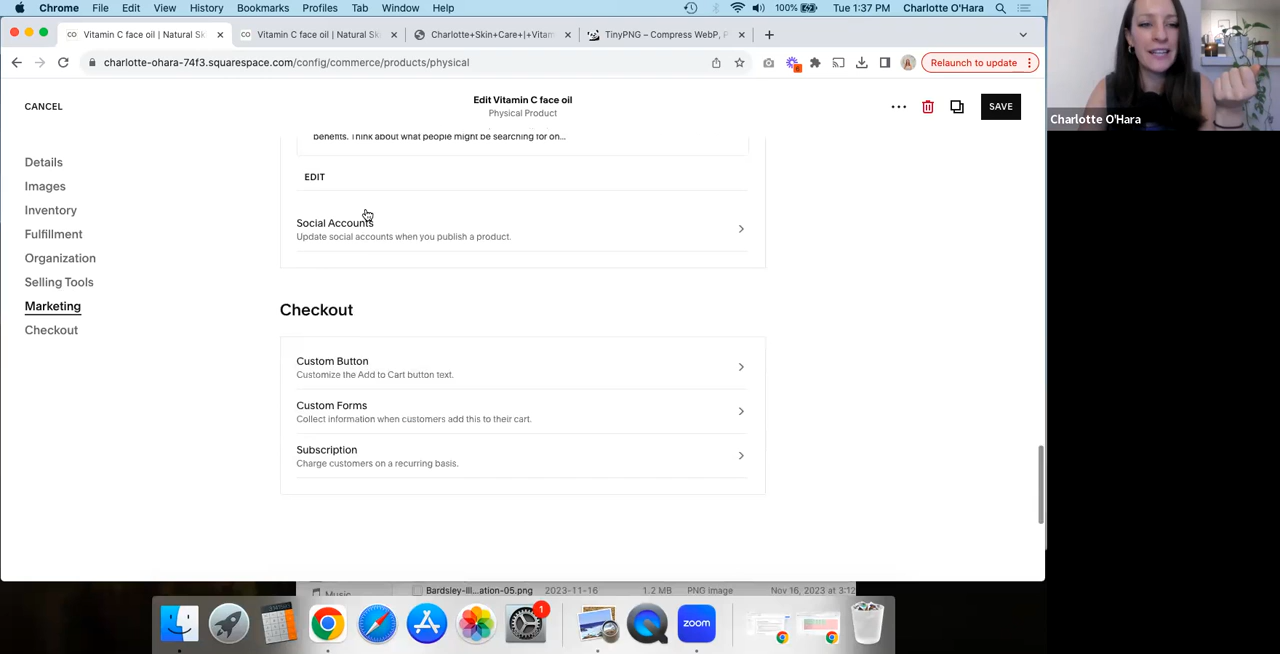 Chrome File Edit View History Bookmarks Profiles Tab Window Help 100% Tue 1:37 PM Charlotte O'Hara
Vitamin C face oil | Natural Sk Vitamin C face oil | Natural Sk Charlotte+Skin+Care+|+Vitam TinyPNG – Compress WebP, P
charlotte-ohara-74f3.squarespace.com/config/commerce/products/physical Relaunch to update
CANCEL
Edit Vitamin C face oil
Physical Product
SAVE
Charlotte O'Hara
Details
Images
Inventory
Fulfillment
Organization
Selling Tools
Marketing
Checkout
benefits. Think about what people might be searching for on...
EDIT
Social Accounts
Update social accounts when you publish a product.
Checkout
Custom Button
Customize the Add to Cart button text.
Custom Forms
Collect information when customers add this to their cart.
Subscription
Charge customers on a recurring basis.
Music Bardsley-Ill...ation-05.png 2023-11-16 1.2 MB PNG image Nov 16, 2023 at 3:12
1
zoom